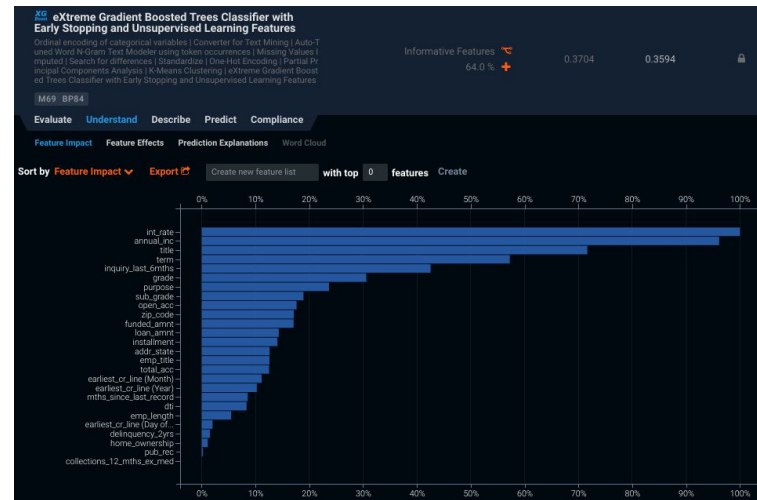 XG
Boost
eXtreme Gradient Boosted Trees Classifier with
Early Stopping and Unsupervised Learning Features
Ordinal encoding of categorical variables | Converter for Text Mining | Auto-T
uned Word N-Gram Text Modeler using token occurrences | Missing Values I
mputed | Search for differences | Standardize | One-Hot Encoding | Partial Pr
incipal Components Analysis | K-Means Clustering | eXtreme Gradient Boost
ed Trees Classifier with Early Stopping and Unsupervised Learning Features
Informative Features
64.0 %
0.3704
0.3594
M69 BP84
Evaluate Understand Describe Predict Compliance
Feature Impact Feature Effects Prediction Explanations Word Cloud
Sort by Feature Impact Export Create new feature list with top 0 features Create
0% 10% 20% 30% 40% 50% 60% 70% 80% 90% 100%
int_rate
annual_inc
title
term
inquiry_last_6mths
grade
purpose
sub_grade
open_acc
zip_code
funded_amnt
loan_amnt
installment
addr_state
emp_title
total_acc
earliest_cr_line (Month)
earliest_cr_line (Year)
mths_since_last_record
dti
emp_length
earliest_cr_line (Day of...
delinquency_2yrs
home_ownership
pub_rec
collections_12_mths_ex_med
0% 10% 20% 30% 40% 50% 60% 70% 80% 90% 100%